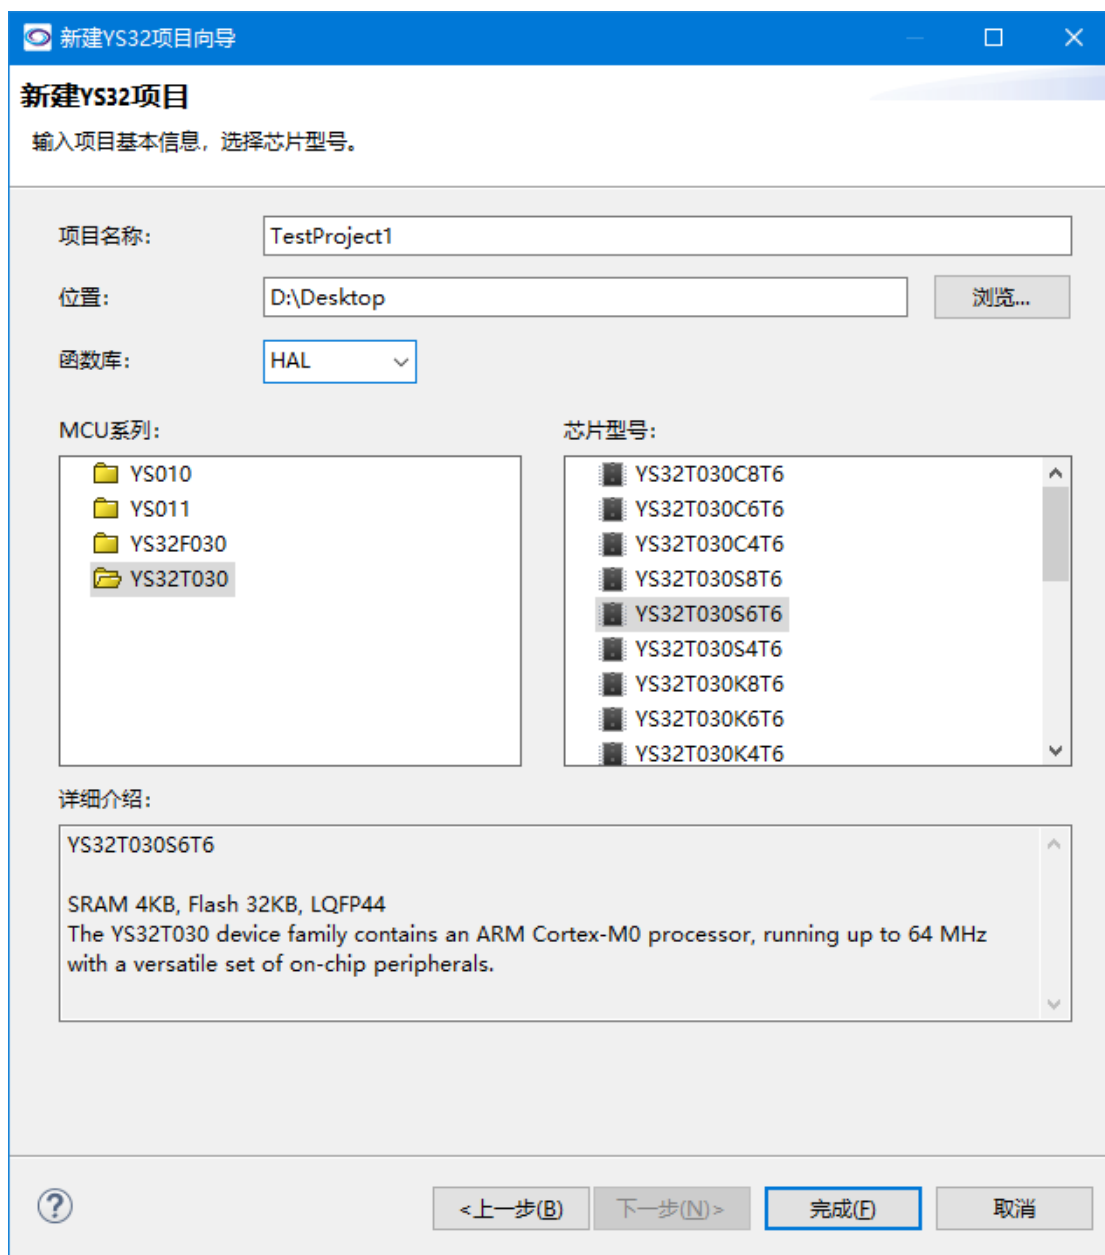 新建YS32项目向导
新建YS32项目
输入项目基本信息，选择芯片型号。
项目名称：
TestProject1
位置：
D:\Desktop
浏览...
函数库：
HAL
MCU系列：
芯片型号：
YS010
YS011
YS32F030
YS32T030
YS32T030C8T6
YS32T030C6T6
YS32T030C4T6
YS32T030S8T6
YS32T030S6T6
YS32T030S4T6
YS32T030K8T6
YS32T030K6T6
YS32T030K4T6
详细介绍：
YS32T030S6T6
SRAM 4KB, Flash 32KB, LQFP44
The YS32T030 device family contains an ARM Cortex-M0 processor, running up to 64 MHz
with a versatile set of on-chip peripherals.
?
<上一步(B)
下一步(N)>
完成(F)
取消